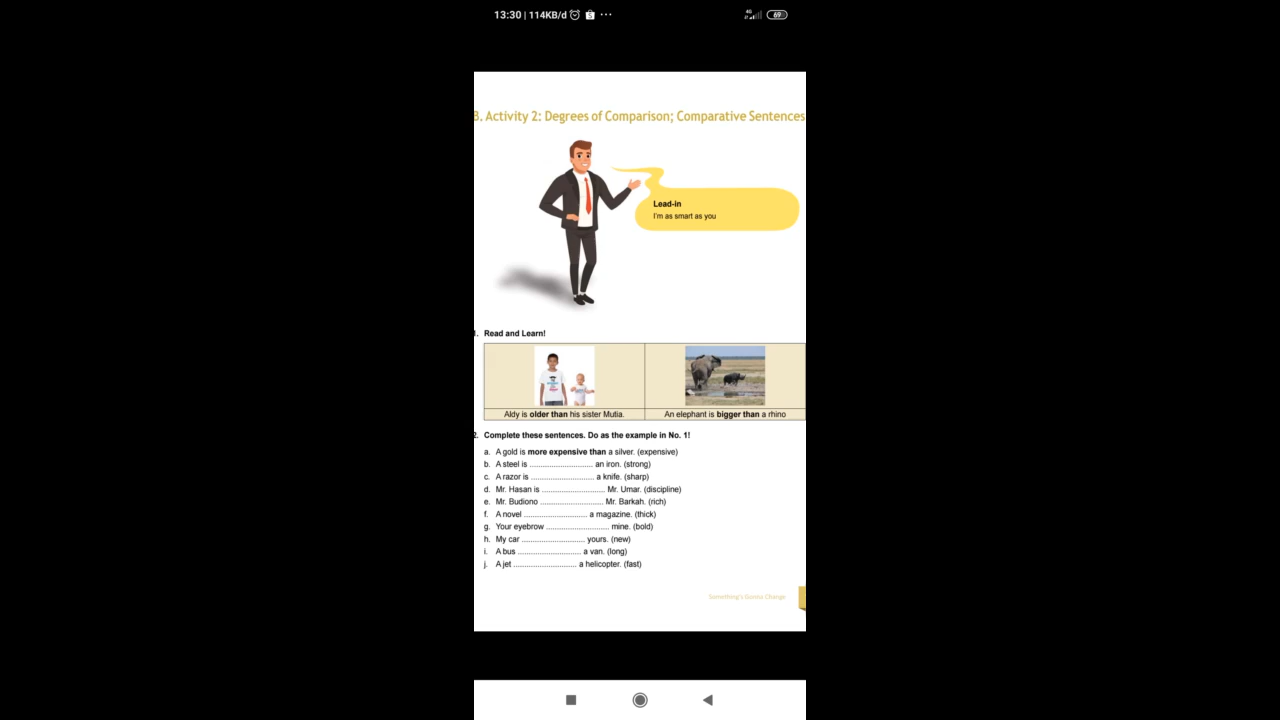 13:30 | 114KB/d ...
4G 69
3. Activity 2: Degrees of Comparison; Comparative Sentences
Lead-in
I'm as smart as you
1. Read and Learn!
Aldy is older than his sister Mutia.
An elephant is bigger than a rhino
2. Complete these sentences. Do as the example in No. 1!
a. A gold is more expensive than a silver. (expensive)
b. A steel is ............................ an iron. (strong)
c. A razor is ............................ a knife. (sharp)
d. Mr. Hasan is ............................ Mr. Umar. (discipline)
e. Mr. Budiono ............................ Mr. Barkah. (rich)
f. A novel ............................ a magazine. (thick)
g. Your eyebrow ............................ mine. (bold)
h. My car ............................ yours. (new)
i. A bus ............................ a van. (long)
j. A jet ............................ a helicopter. (fast)
Something's Gonna Change